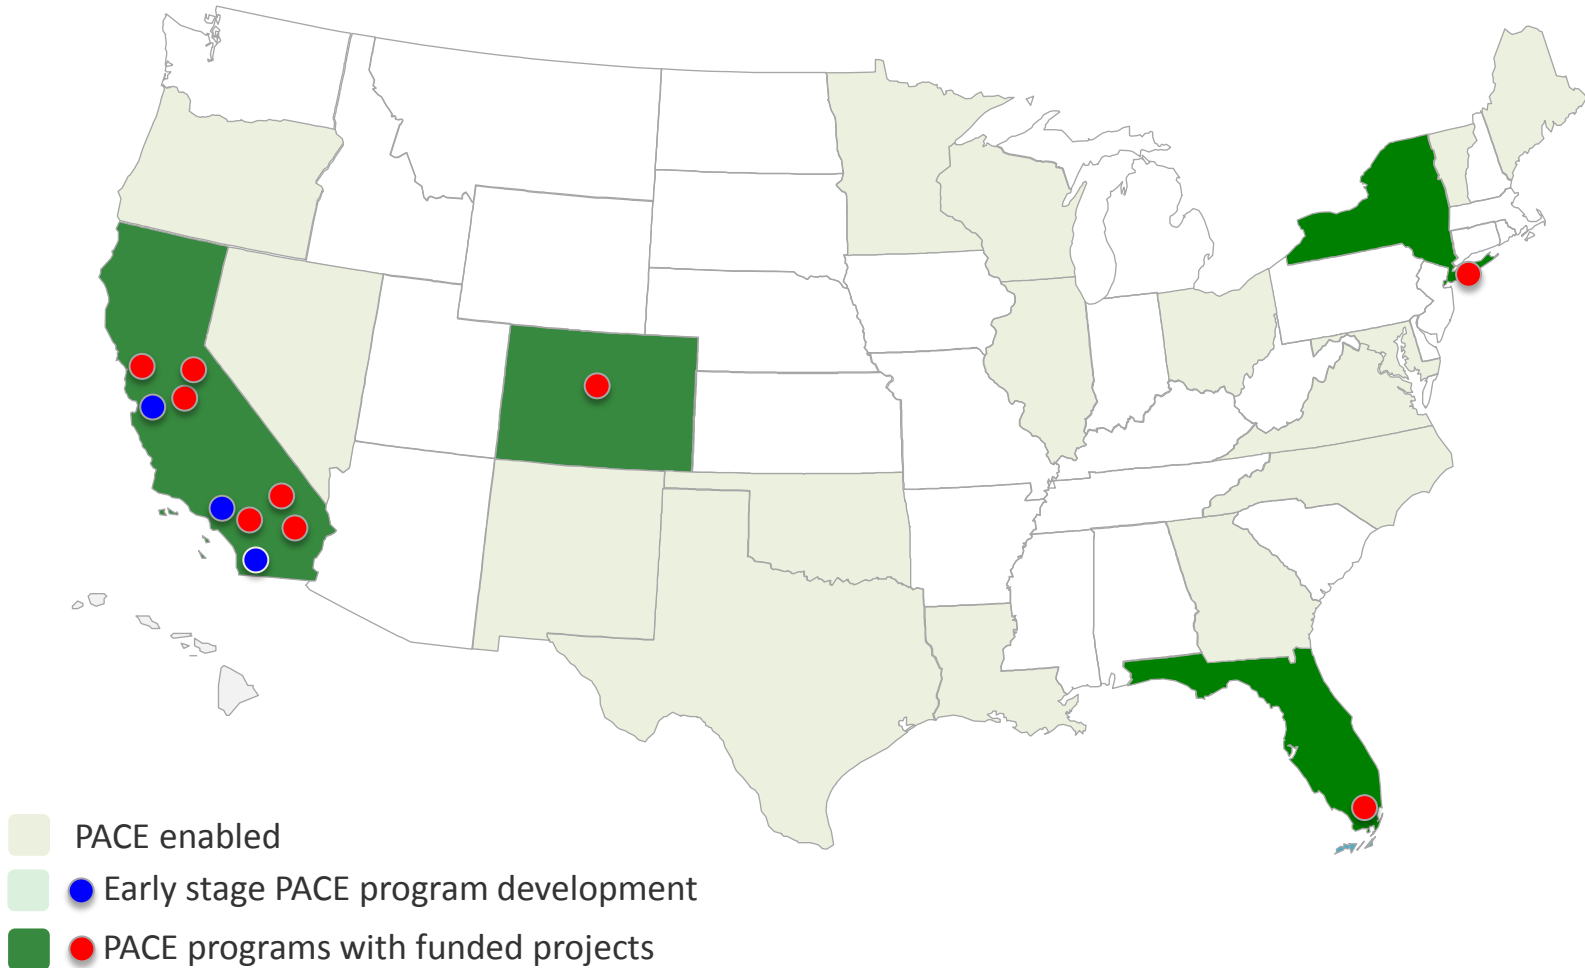 PACE enabled
Early stage PACE program development
PACE programs with funded projects